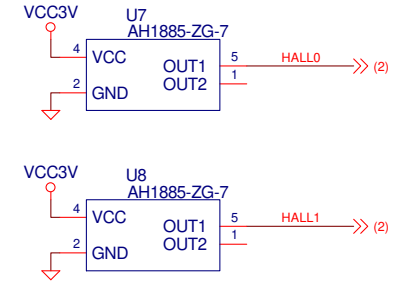 VCC3V
U7
AH1885-ZG-7
4
VCC
OUT1
5
HALL0
(2)
2
GND
OUT2
1
VCC3V
U8
AH1885-ZG-7
4
VCC
OUT1
5
HALL1
(2)
2
GND
OUT2
1